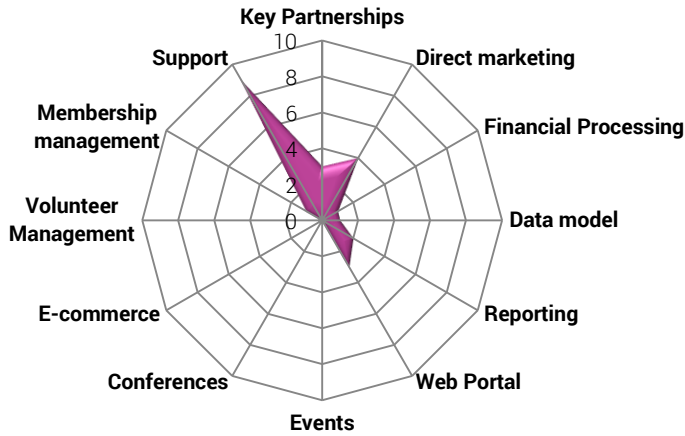 Key Partnerships
10
Support
Direct marketing
8
Membership
management
6
Financial Processing
4
2
Volunteer
Management
0
Data model
E-commerce
Reporting
Conferences
Web Portal
Events